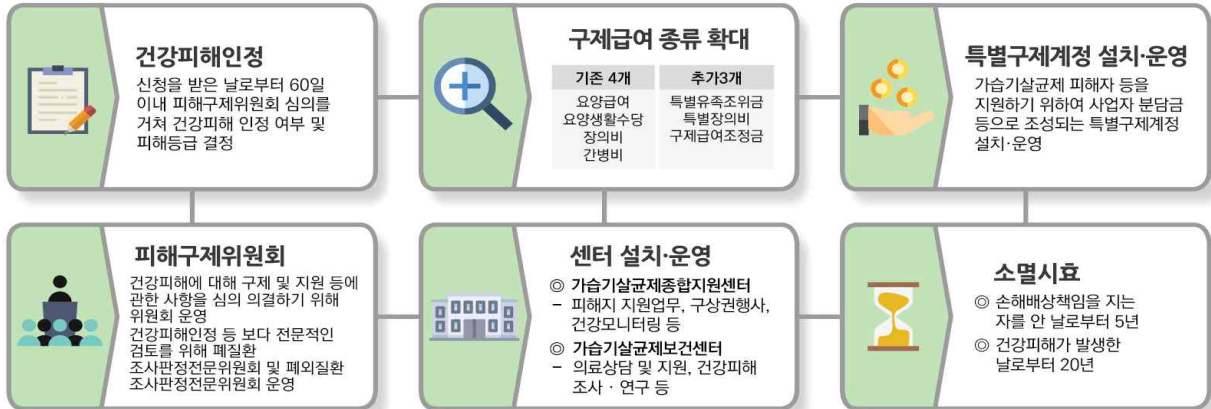 건강피해인정
신청을 받은 날로부터 60일
이내 피해구제위원회 심의를
거쳐 건강피해 인정 여부 및
피해등급 결정
구제급여 종류 확대
기존 4개
요양급여
요양생활수당
장의비
간병비
추가3개
특별유족조위금
특별장의비
구제급여조정금
특별구제계정 설치·운영
가습기살균제 피해자 등을
지원하기 위하여 사업자 분담금
등으로 조성되는 특별구제계정
설치·운영
피해구제위원회
건강피해에 대해 구제 및 지원 등에
관한 사항을 심의 의결하기 위해
위원회 운영
건강피해인정 등 보다 전문적인
검토를 위해 폐질환
조사판정전문위원회 및 폐외질환
조사판정전문위원회 운영
센터 설치·운영
◎ 가습기살균제종합지원센터
- 피해지 지원업무, 구상권행사,
건강모니터링 등
◎ 가습기살균제보건센터
- 의료상담 및 지원, 건강피해
조사 · 연구 등
소멸시효
◎ 손해배상책임을 지는
자를 안 날로부터 5년
◎ 건강피해가 발생한
날로부터 20년